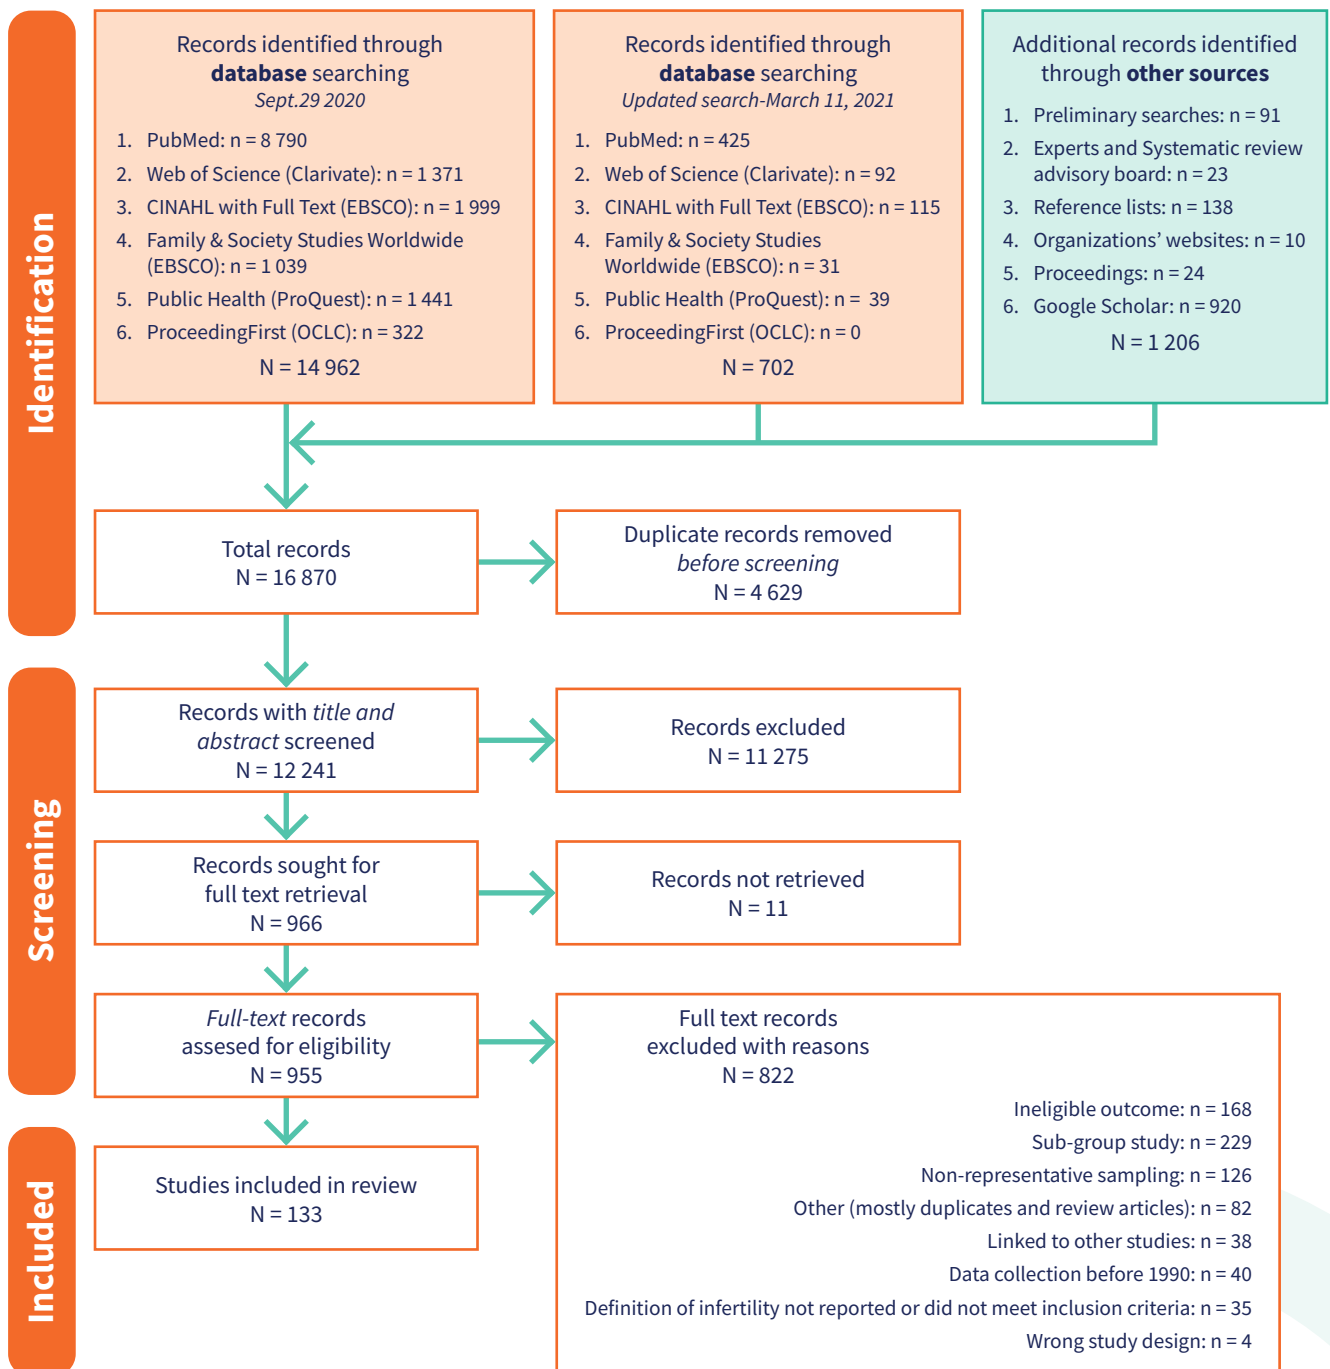 Identification
Records identified through
database searching
Sept.29 2020
1. PubMed: n = 8 790
2. Web of Science (Clarivate): n = 1 371
3. CINAHL with Full Text (EBSCO): n = 1 999
4. Family & Society Studies Worldwide
(EBSCO): n = 1 039
5. Public Health (ProQuest): n = 1 441
6. ProceedingFirst (OCLC): n = 322
N = 14 962
Records identified through
database searching
Updated search-March 11, 2021
1. PubMed: n = 425
2. Web of Science (Clarivate): n = 92
3. CINAHL with Full Text (EBSCO): n = 115
4. Family & Society Studies
Worldwide (EBSCO): n = 31
5. Public Health (ProQuest): n = 39
6. ProceedingFirst (OCLC): n = 0
N = 702
Additional records identified
through other sources
1. Preliminary searches: n = 91
2. Experts and Systematic review
advisory board: n = 23
3. Reference lists: n = 138
4. Organizations’ websites: n = 10
5. Proceedings: n = 24
6. Google Scholar: n = 920
N = 1 206
Total records
N = 16 870
Duplicate records removed
before screening
N = 4 629
Screening
Records with title and
abstract screened
N = 12 241
Records excluded
N = 11 275
Records sought for
full text retrieval
N = 966
Records not retrieved
N = 11
Full-text records
assesed for eligibility
N = 955
Full text records
excluded with reasons
N = 822
Ineligible outcome: n = 168
Sub-group study: n = 229
Non-representative sampling: n = 126
Other (mostly duplicates and review articles): n = 82
Linked to other studies: n = 38
Data collection before 1990: n = 40
Definition of infertility not reported or did not meet inclusion criteria: n = 35
Wrong study design: n = 4
Included
Studies included in review
N = 133